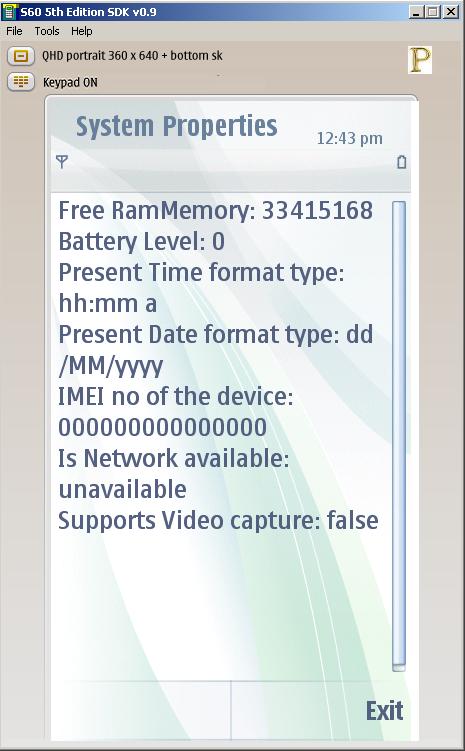 S60 5th Edition SDK v0.9
File Tools Help
QHD portrait 360 x 640 + bottom sk
P
Keypad ON
System Properties
12:43 pm
Free RamMemory: 33415168
Battery Level: 0
Present Time format type:
hh:mm a
Present Date format type: dd
/MM/yyyy
IMEI no of the device:
000000000000000
Is Network available:
unavailable
Supports Video capture: false
Exit